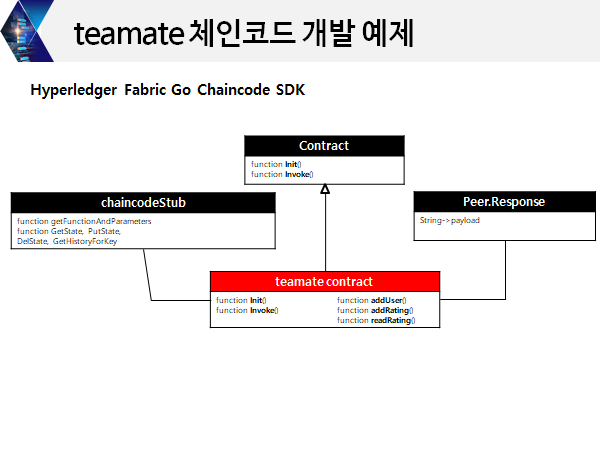 teamate 체인코드 개발 예제
Hyperledger Fabric Go Chaincode SDK
Contract
function Init()
function Invoke()
chaincodeStub
function getFunctionAndParameters
function GetState, PutState,
DelState, GetHistoryForKey
Peer.Response
String->payload
teamate contract
function Init()
function Invoke()
function addUser()
function addRating()
function readRating()